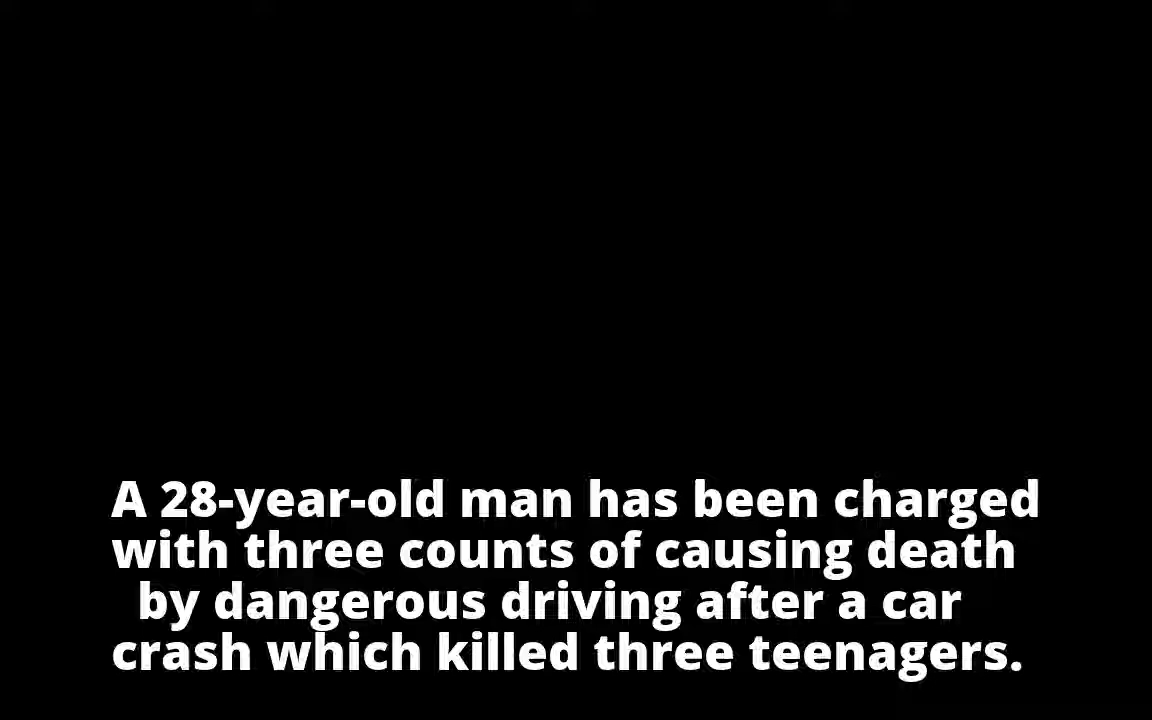 A 28-year-old man has been charged
with three counts of causing death
by dangerous driving after a car
crash which killed three teenagers.